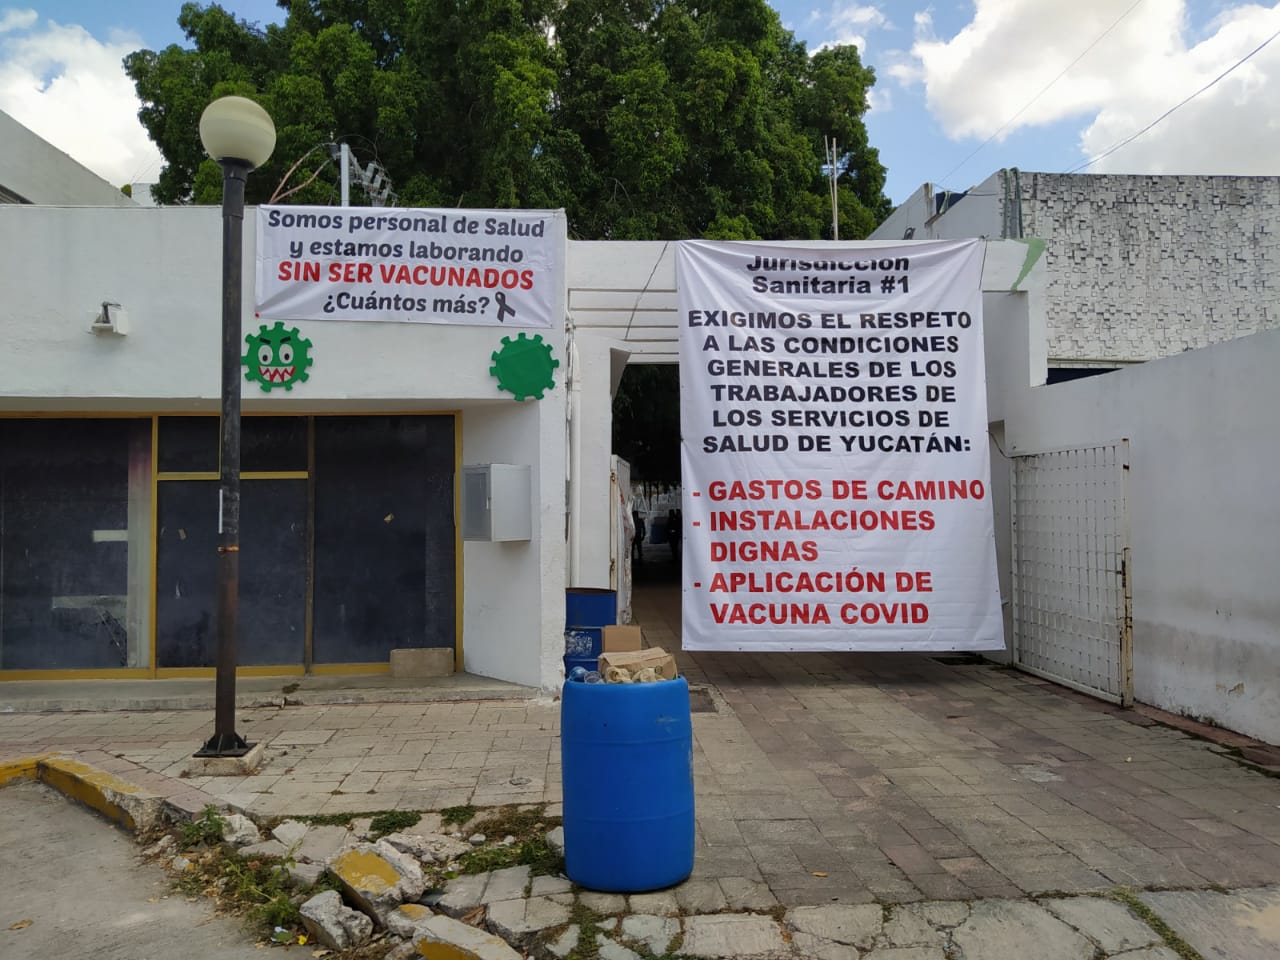 Somos personal de Salud
y estamos laborando
SIN SER VACUNADOS
¿Cuántos más?
Jurisdicción
Sanitaria #1
EXIGIMOS EL RESPETO
A LAS CONDICIONES
GENERALES DE LOS
TRABAJADORES DE
LOS SERVICIOS DE
SALUD DE YUCATÁN:
- GASTOS DE CAMINO
- INSTALACIONES
DIGNAS
- APLICACIÓN DE
VACUNA COVID